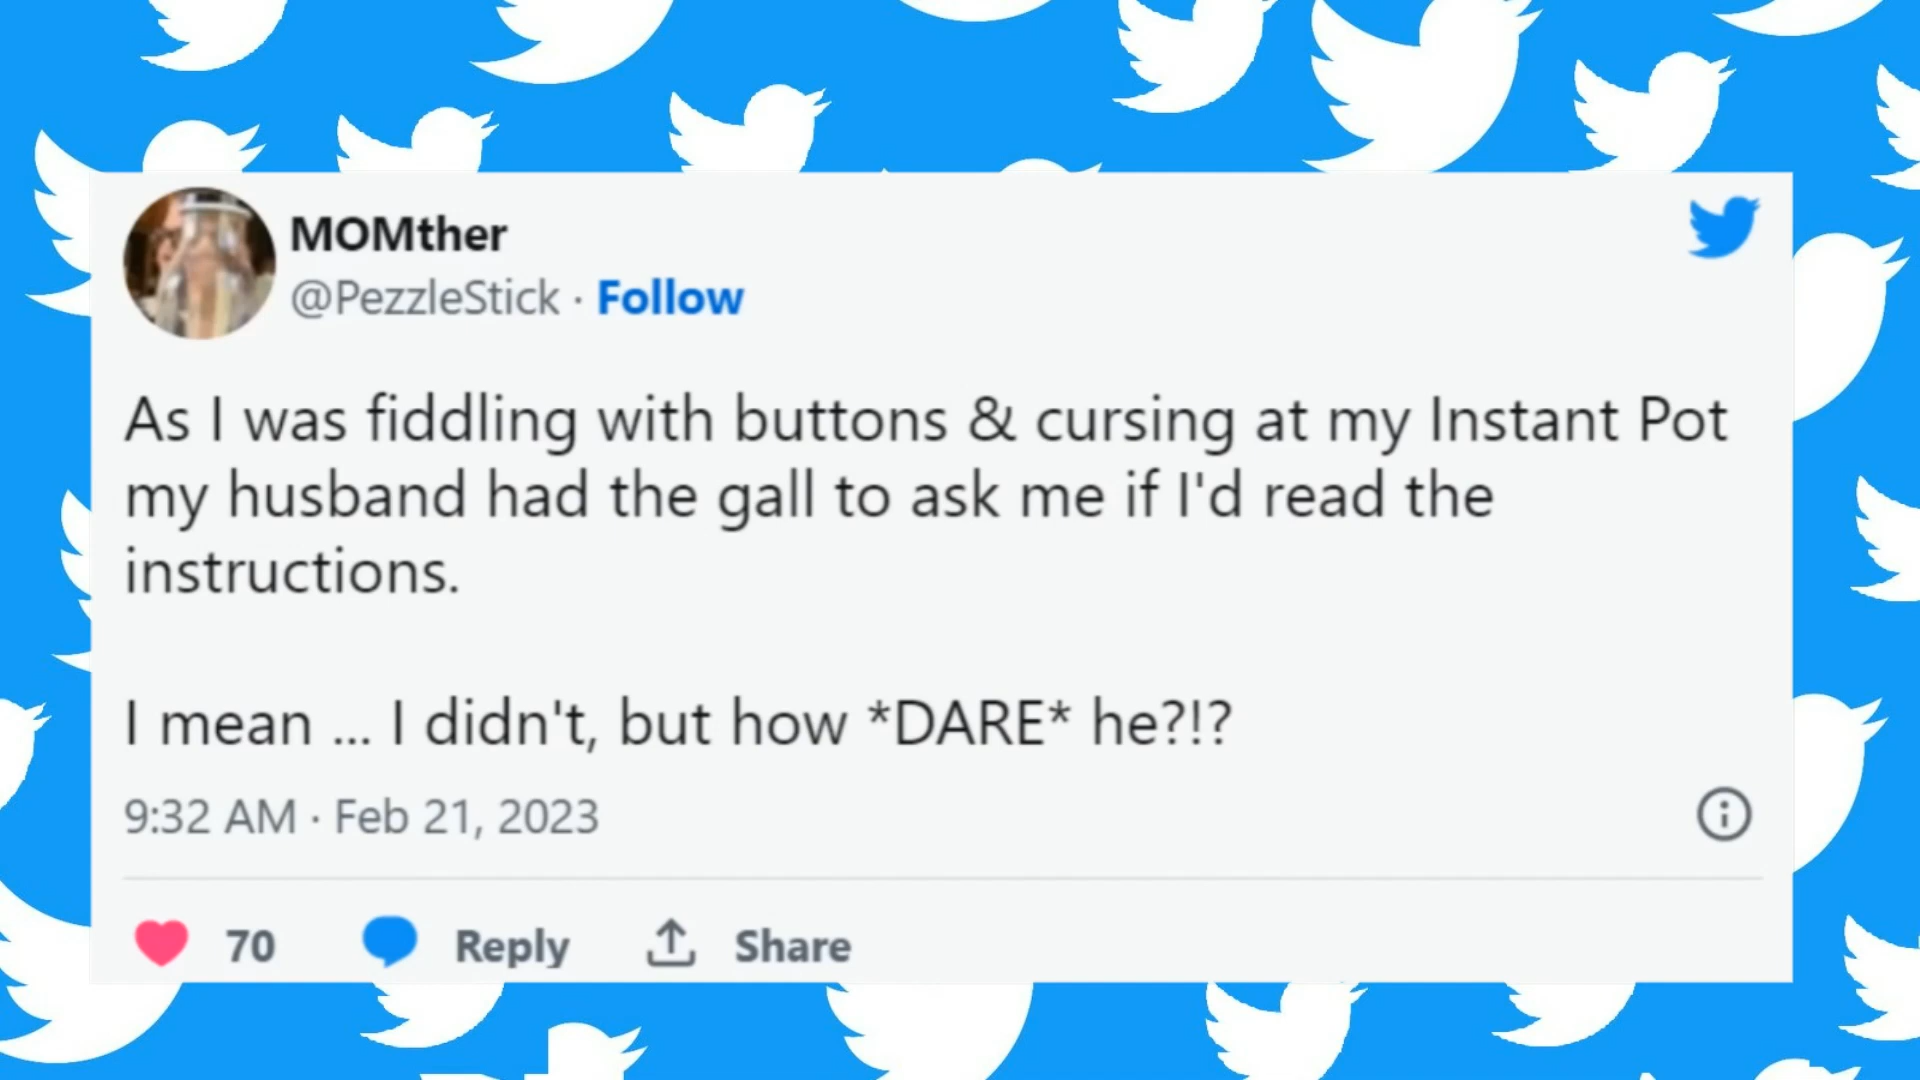 MOMther
@PezzleStick · Follow
As I was fiddling with buttons & cursing at my Instant Pot
my husband had the gall to ask me if I'd read the
instructions.
I mean ... I didn't, but how *DARE* he?!?
9:32 AM · Feb 21, 2023
70 Reply Share